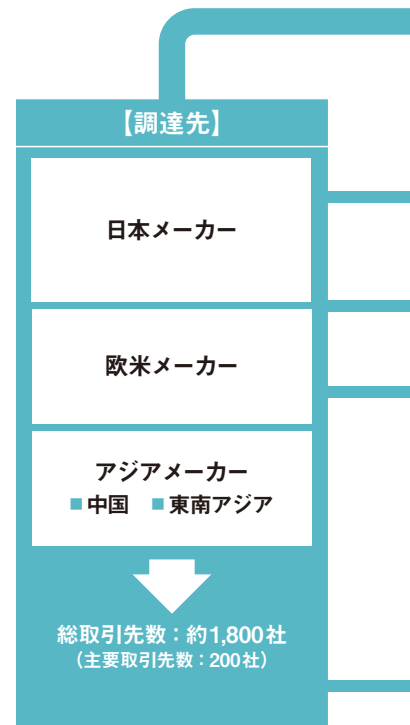 【調達先】
日本メーカー
欧米メーカー
アジアメーカー
■中国 ■東南アジア
総取引先数：約1,800社
（主要取引先数：200社）